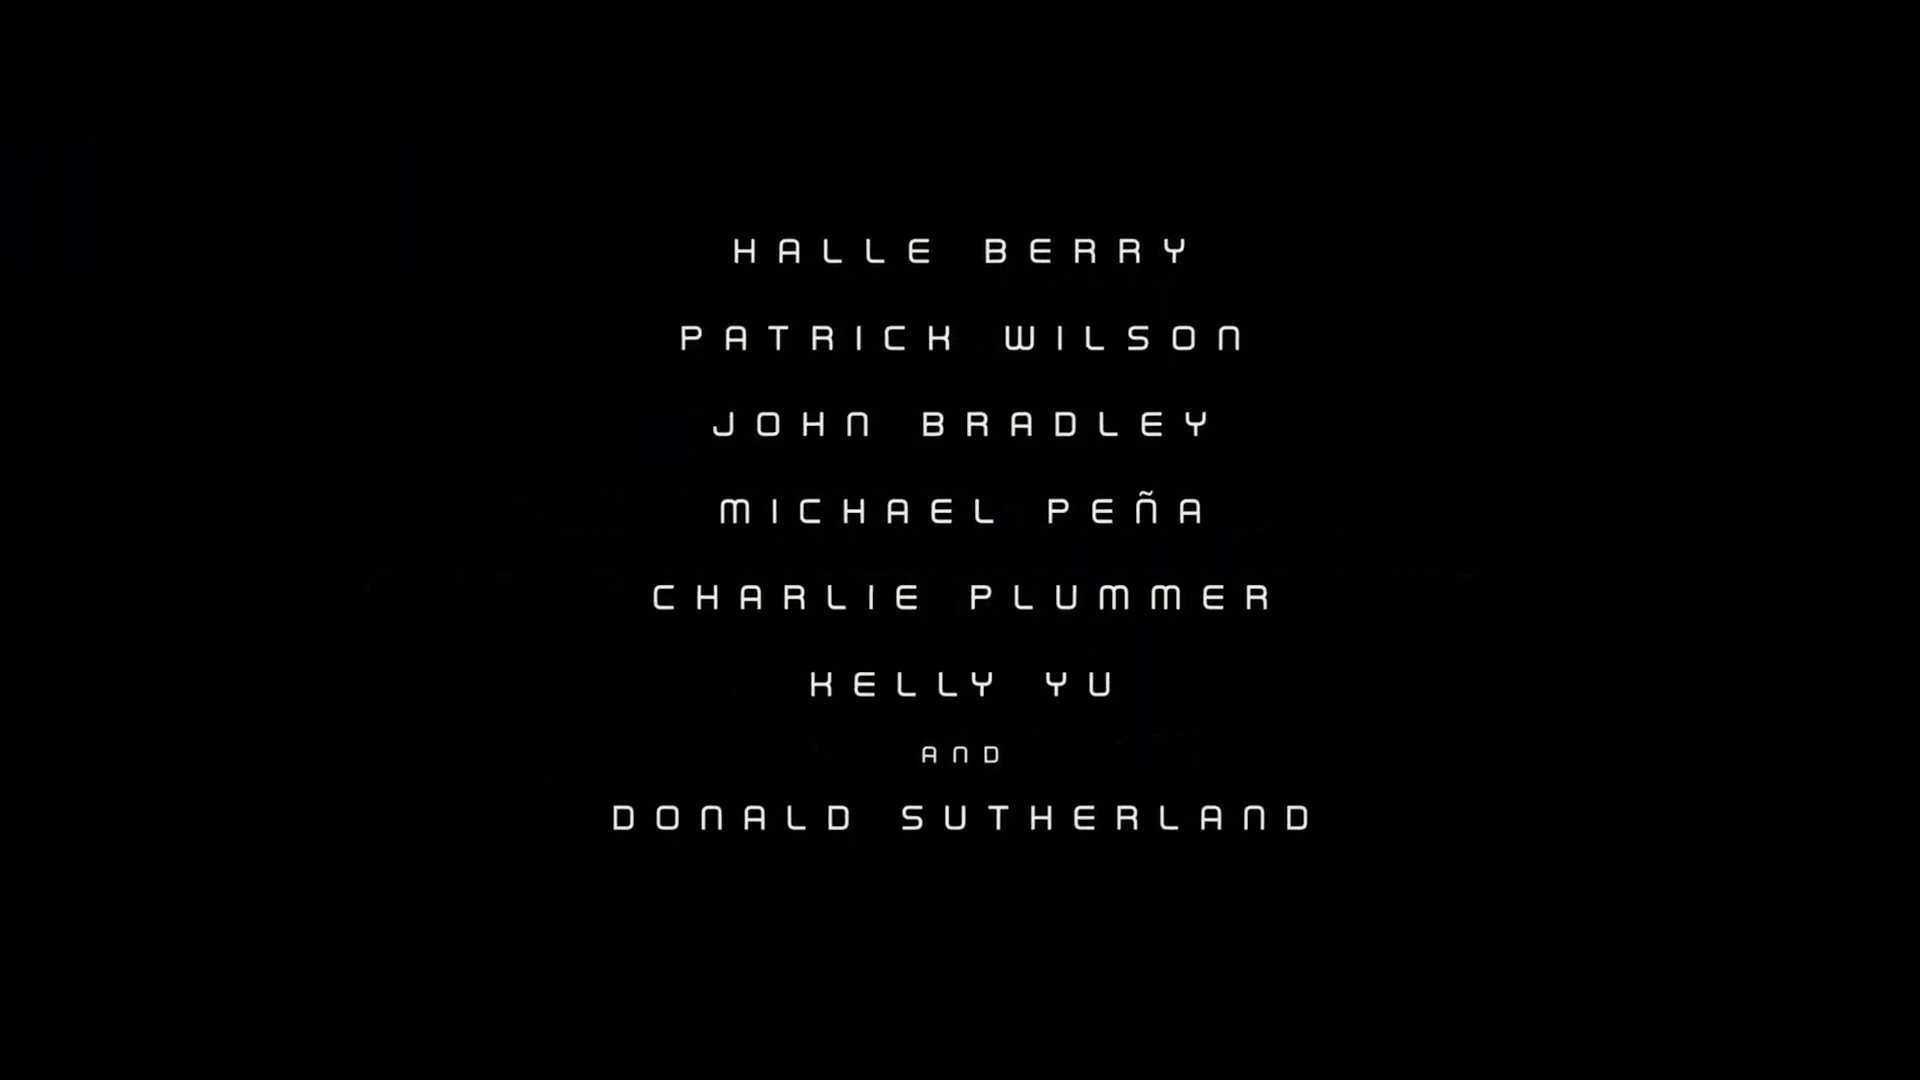 HALLE BERRY
PATRICK WILSON
JOHN BRADLEY
MICHAEL PEÑA
CHARLIE PLUMMER
KELLY YU
AND
DONALD SUTHERLAND